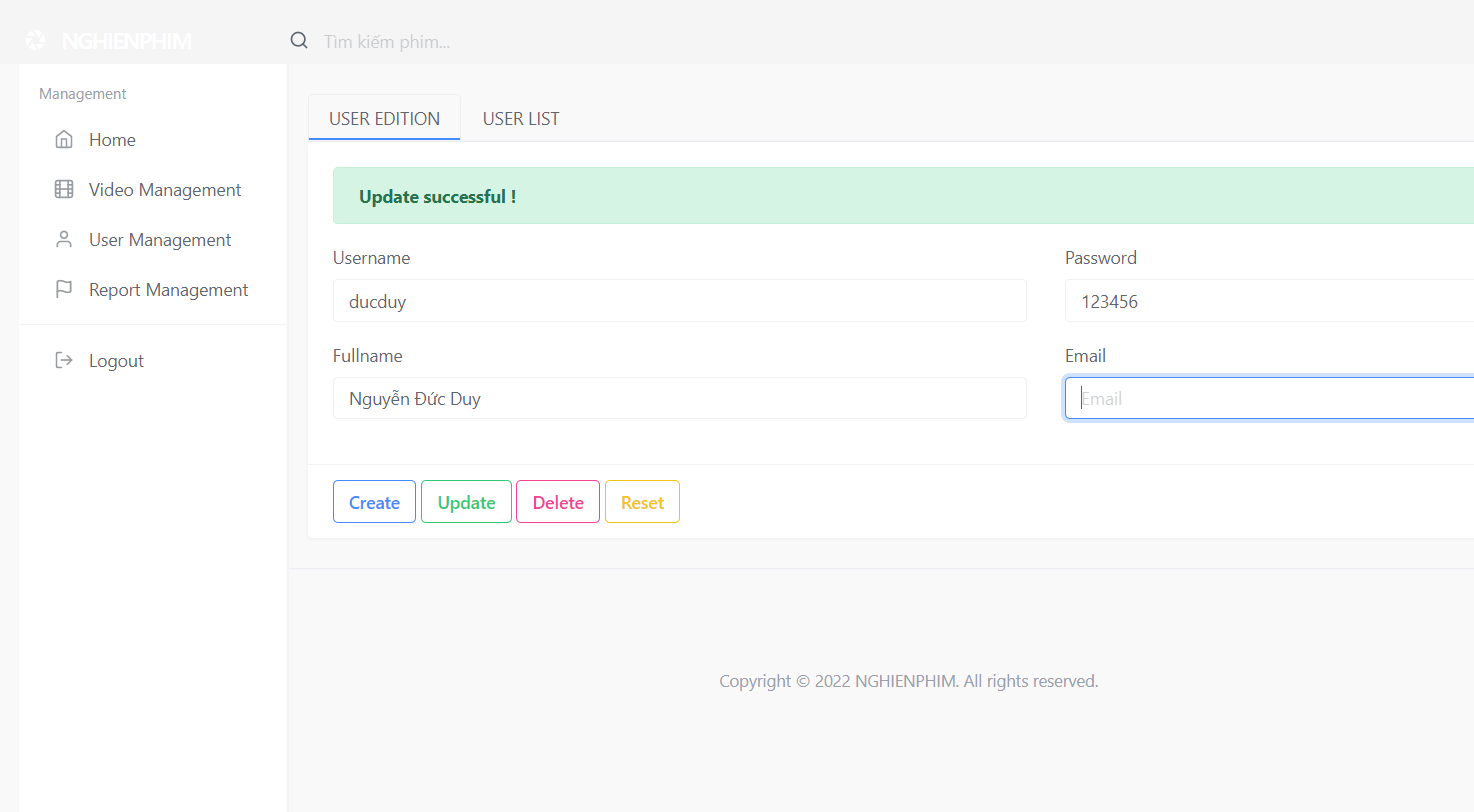 NGHIENPHIM
Tìm kiếm phim...
Management
Home
Video Management
User Management
Report Management
Logout
USER EDITION
USER LIST
Update successful !
Username
Password
ducduy
123456
Fullname
Email
Nguyễn Đức Duy
Email
Create
Update
Delete
Reset
Copyright © 2022 NGHIENPHIM. All rights reserved.